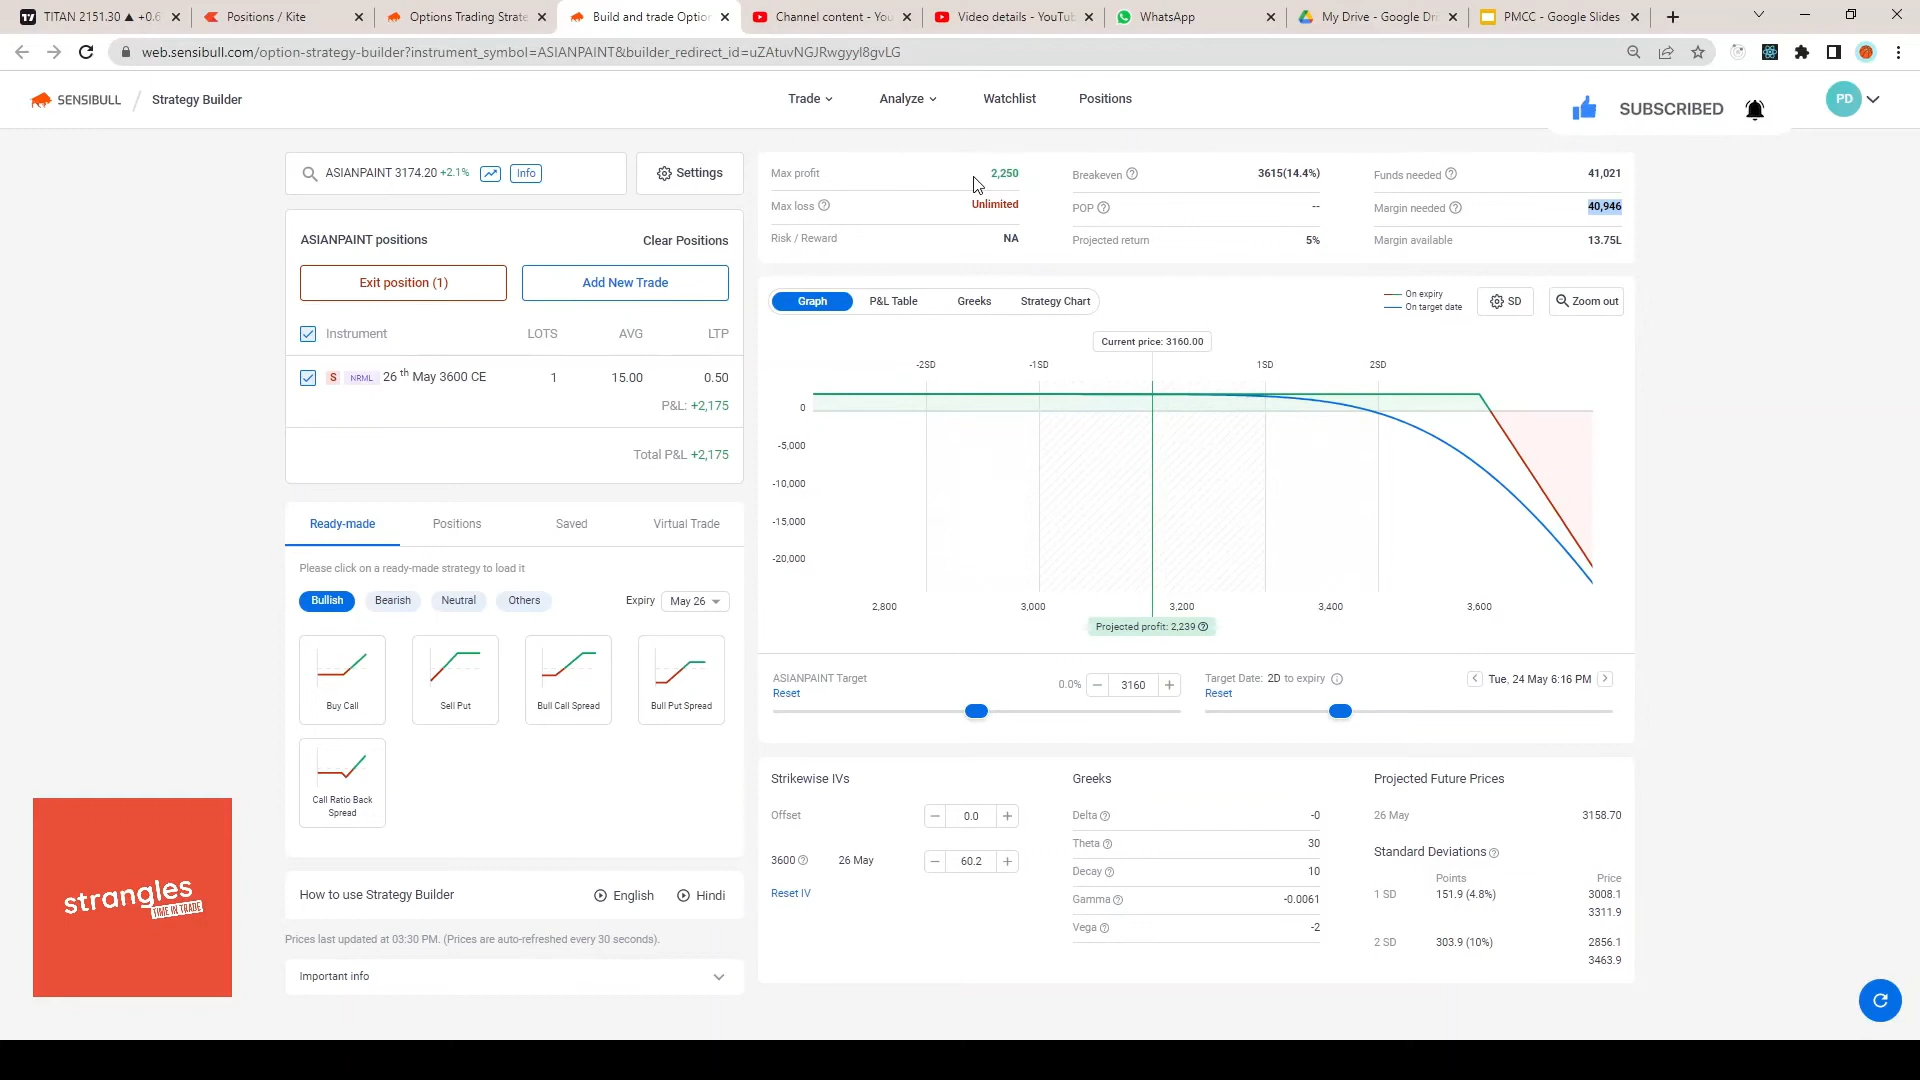 TITAN 2151.30 ▲ +0.6
Positions / Kite
Options Trading Strate
Build and trade Option
Channel content - You
Video details - YouTub
WhatsApp
My Drive - Google Dri
PMCC - Google Slides
web.sensibull.com/option-strategy-builder?instrument_symbol=ASIANPAINT&builder_redirect_id=uZAtuvNGJRwgyyl8gvLG
SENSIBULL / Strategy Builder
Trade
Analyze
Watchlist
Positions
SUBSCRIBED
PD
ASIANPAINT 3174.20 +2.1% Info
Settings
ASIANPAINT positions
Clear Positions
Exit position (1)
Add New Trade
Instrument LOTS AVG LTP
S NRML 26 th May 3600 CE 1 15.00 0.50
P&L: +2,175
Total P&L +2,175
Ready-made
Positions
Saved
Virtual Trade
Please click on a ready-made strategy to load it
Bullish
Bearish
Neutral
Others
Expiry May 26
Buy Call
Sell Put
Bull Call Spread
Bull Put Spread
Call Ratio Back
Spread
How to use Strategy Builder
English
Hindi
Prices last updated at 03:30 PM. (Prices are auto-refreshed every 30 seconds).
Important info
strangles
TIME IN TRADE
Max profit 2,250
Max loss Unlimited
Risk / Reward NA
Breakeven 3615(14.4%)
POP --
Projected return 5%
Funds needed 41,021
Margin needed 40,946
Margin available 13.75L
Graph
P&L Table
Greeks
Strategy Chart
On expiry
On target date
SD
Zoom out
Current price: 3160.00
-2SD -1SD 1SD 2SD
0
-5,000
-10,000
-15,000
-20,000
2,800 3,000 3,200 3,400 3,600
Projected profit: 2,239
ASIANPAINT Target
Reset
0.0% − 3160 +
Target Date: 2D to expiry
Reset
Tue, 24 May 6:16 PM
Strikewise IVs
Offset − 0.0 +
3600 26 May − 60.2 +
Reset IV
Greeks
Delta -0
Theta 30
Decay 10
Gamma -0.0061
Vega -2
Projected Future Prices
26 May 3158.70
Standard Deviations
Points Price
1 SD 151.9 (4.8%) 3008.1
3311.9
2 SD 303.9 (10%) 2856.1
3463.9